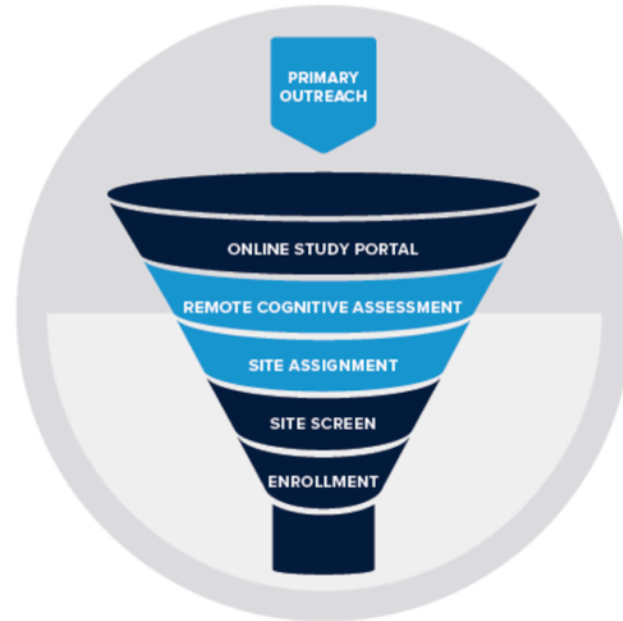 PRIMARY
OUTREACH
ONLINE STUDY PORTAL
REMOTE COGNITIVE ASSESSMENT
SITE ASSIGNMENT
SITE SCREEN
ENROLLMENT